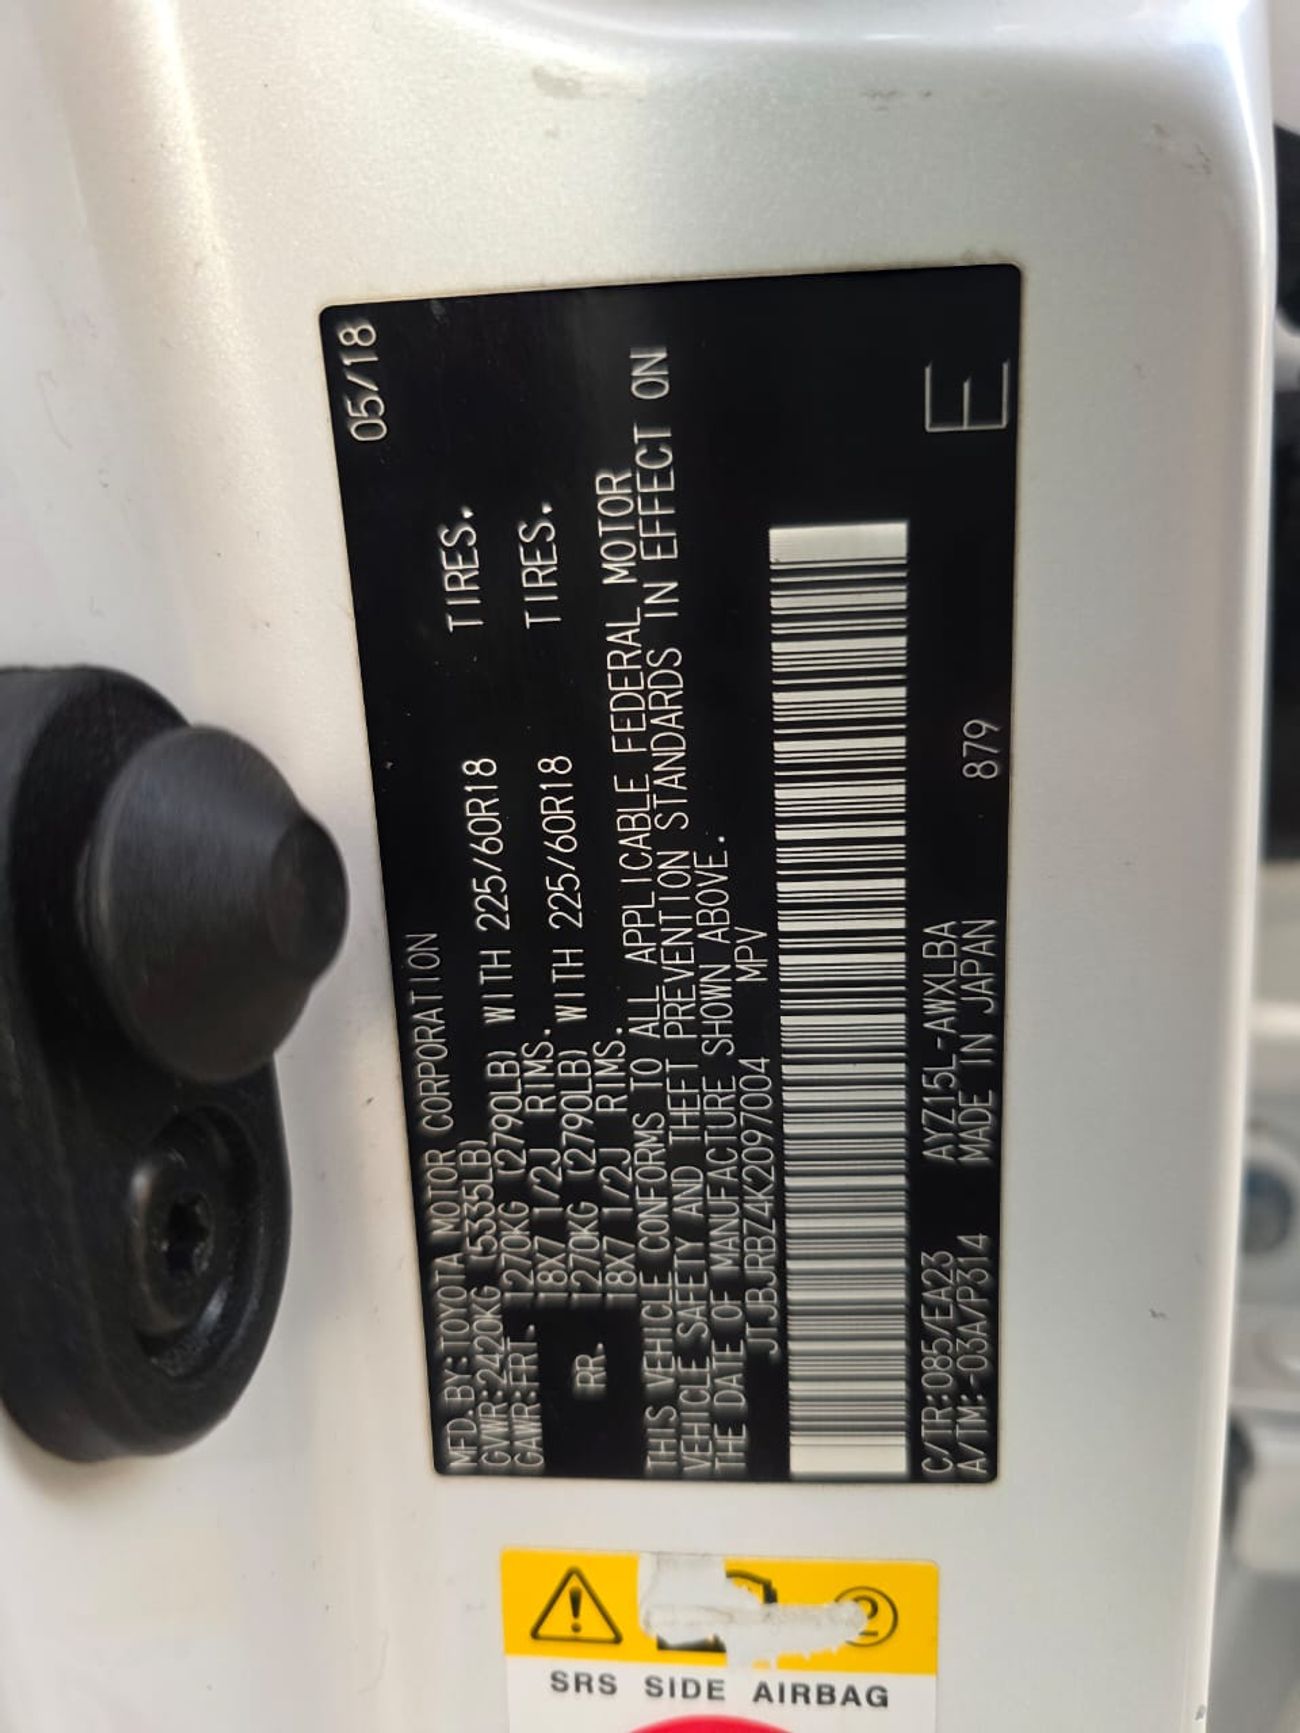 MFD. BY: TOYOTA MOTOR CORPORATION 05/18
GVWR: 2420KG (5335LB)
GAWR: FRT. 1270KG (2790LB) WITH 225/60R18 TIRES.
18X7 1/2J RIMS.
RR. 1270KG (2790LB) WITH 225/60R18 TIRES.
18X7 1/2J RIMS.
THIS VEHICLE CONFORMS TO ALL APPLICABLE FEDERAL MOTOR
VEHICLE SAFETY AND THEFT PREVENTION STANDARDS IN EFFECT ON
THE DATE OF MANUFACTURE SHOWN ABOVE.
JTJBJRBZ4K2097004 MPV
C/TR: 085/EA23 AYZ15L-AWXLBA
A/TM: -03A/P314 MADE IN JAPAN 879
E
2
SRS SIDE AIRBAG